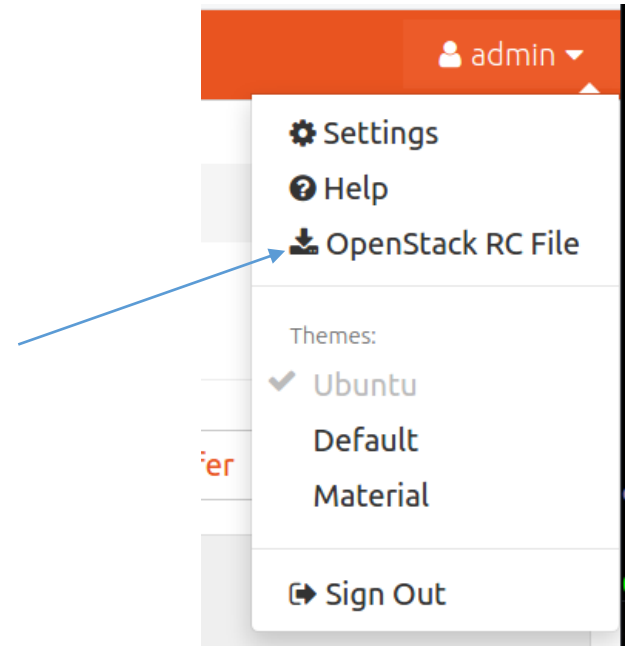 admin
Settings
Help
OpenStack RC File
Themes:
Ubuntu
Default
fer
Material
Sign Out